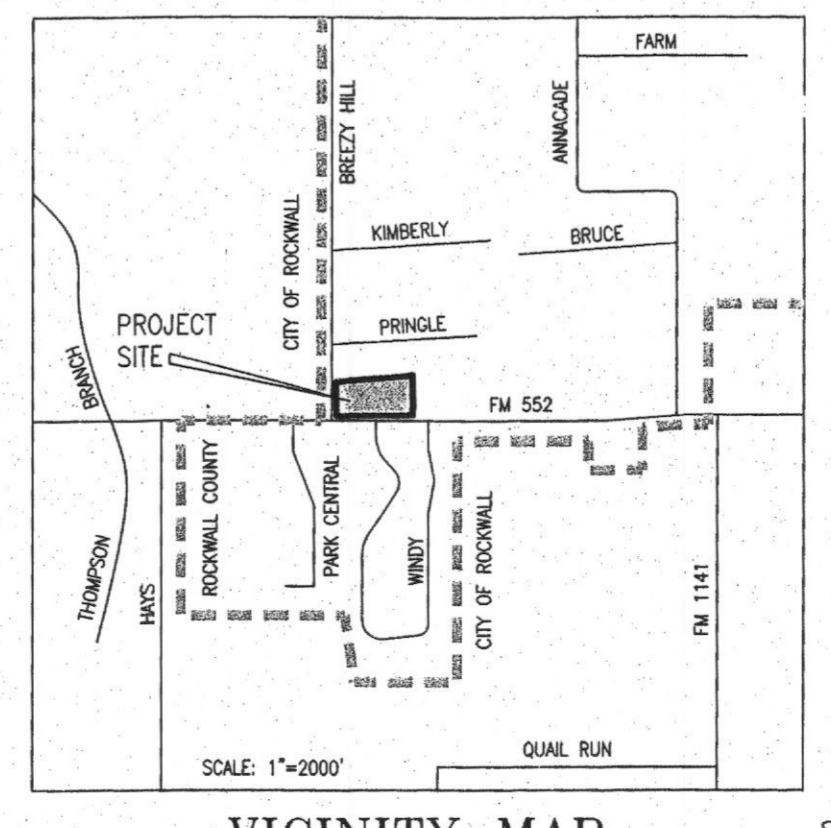 FARM
ANNACADE
BREEZY HILL
CITY OF ROCKWALL
KIMBERLY
BRUCE
PROJECT
SITE
PRINGLE
BRANCH
FM 552
ROCKWALL COUNTY
PARK CENTRAL
WINDY
CITY OF ROCKWALL
THOMPSON
HAYS
FM 1141
SCALE: 1"=2000'
QUAIL RUN
VICINITY MAP